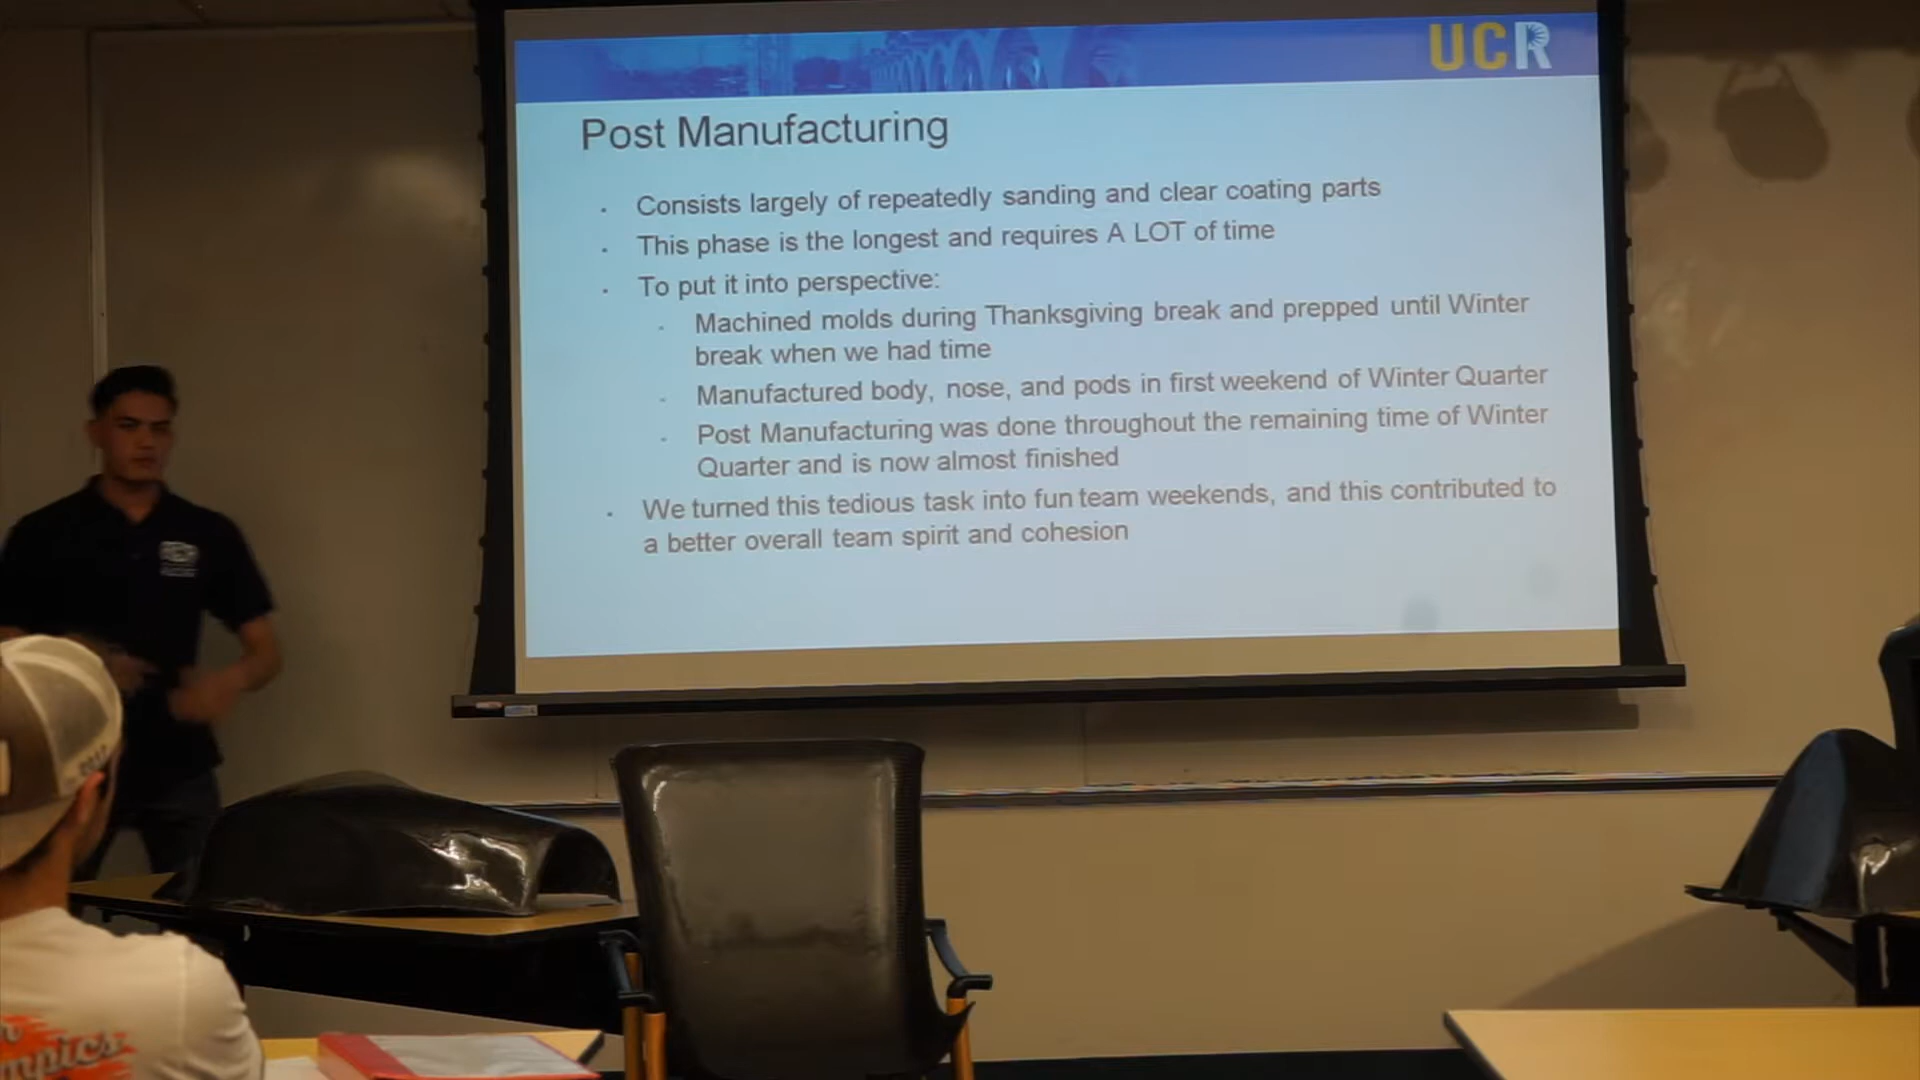 UCR
Post Manufacturing
Consists largely of repeatedly sanding and clear coating parts
This phase is the longest and requires A LOT of time
To put it into perspective:
Machined molds during Thanksgiving break and prepped until Winter
break when we had time
Manufactured body, nose, and pods in first weekend of Winter Quarter
Post Manufacturing was done throughout the remaining time of Winter
Quarter and is now almost finished
We turned this tedious task into fun team weekends, and this contributed to
a better overall team spirit and cohesion